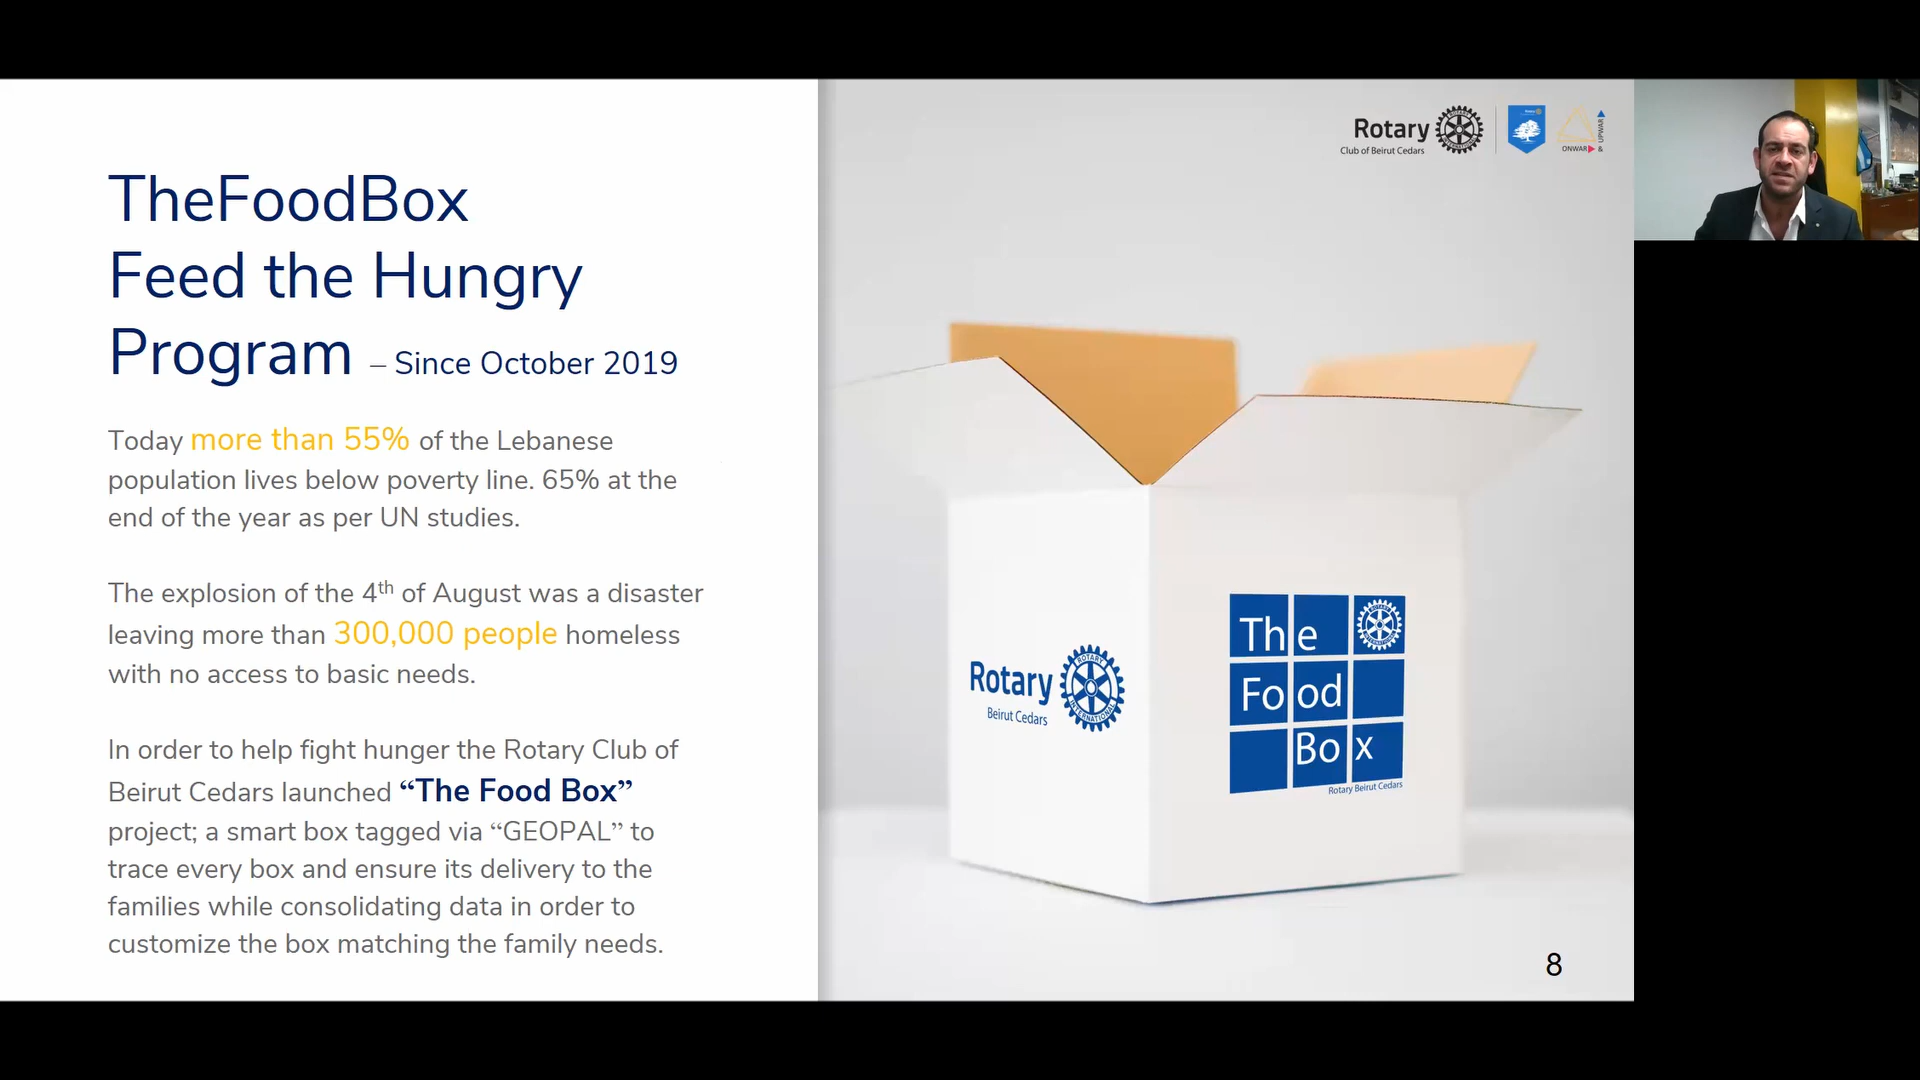 TheFoodBox
Feed the Hungry
Program – Since October 2019
Today more than 55% of the Lebanese
population lives below poverty line. 65% at the
end of the year as per UN studies.
The explosion of the 4th of August was a disaster
leaving more than 300,000 people homeless
with no access to basic needs.
In order to help fight hunger the Rotary Club of
Beirut Cedars launched “The Food Box”
project; a smart box tagged via “GEOPAL” to
trace every box and ensure its delivery to the
families while consolidating data in order to
customize the box matching the family needs.
Rotary
Club of Beirut Cedars
ONWAR
&
UPWAR
Rotary
Beirut Cedars
ROTARY
INTERNATIONAL
The
Food
Box
Rotary Beirut Cedars
8